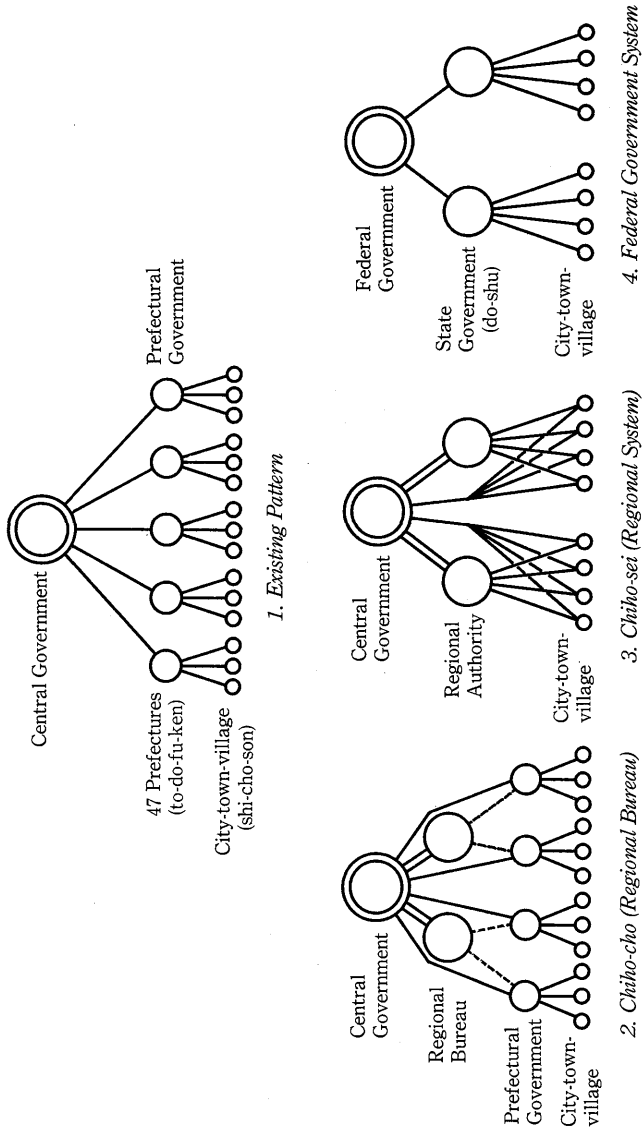 Central Government
47 Prefectures
(to-do-fu-ken)
Prefectural
Government
City-town-village
(shi-cho-son)
1. Existing Pattern
Central
Government
Regional
Bureau
Prefectural
Government
City-town-
village
2. Chiho-cho (Regional Bureau)
Central
Government
Regional
Authority
City-town-
village
3. Chiho-sei (Regional System)
Federal
Government
State
Government
(do-shu)
City-town-
village
4. Federal Government System